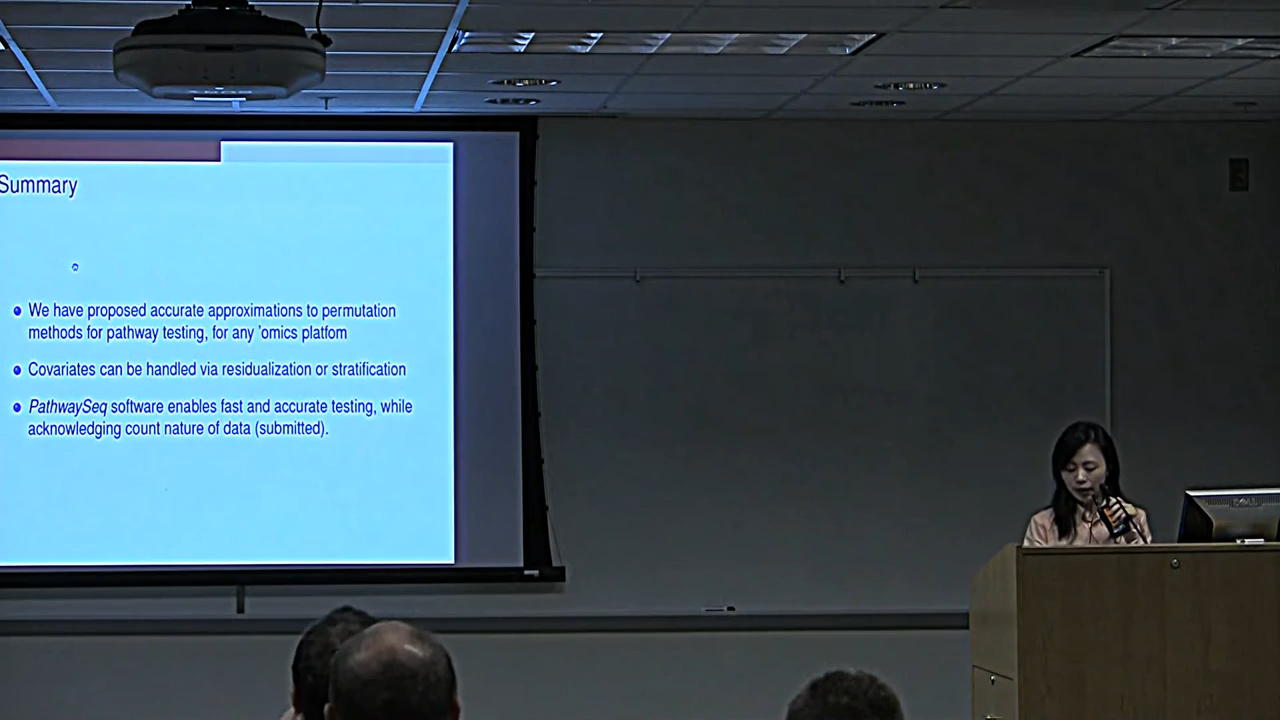 Summary
We have proposed accurate approximations to permutation
methods for pathway testing, for any 'omics platfom
Covariates can be handled via residualization or stratification
PathwaySeq software enables fast and accurate testing, while
acknowledging count nature of data (submitted).